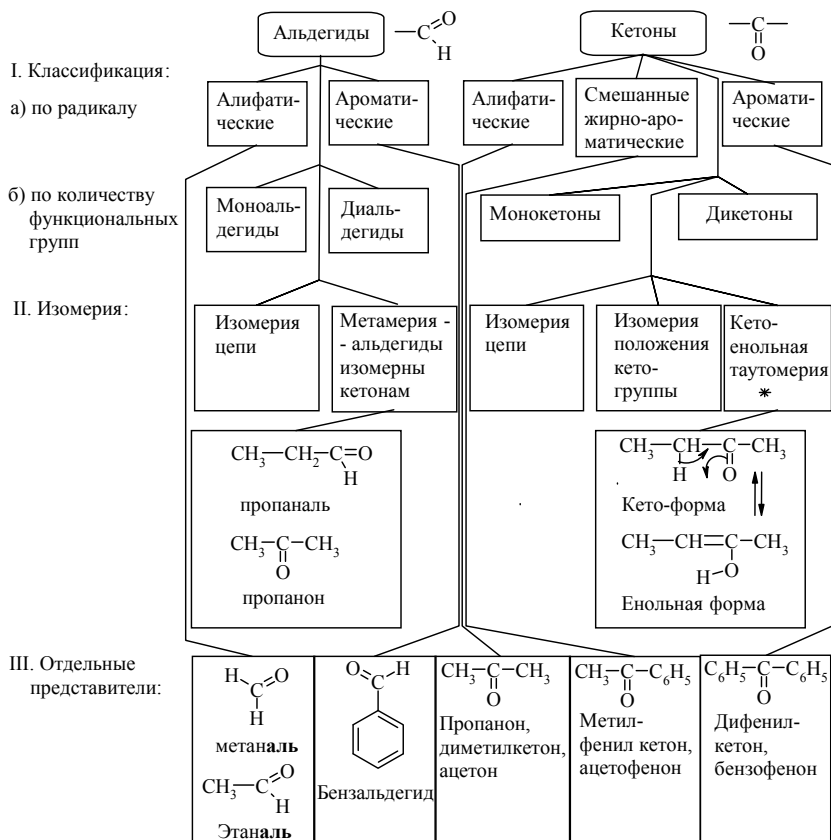 Альдегиды
Кетоны
I. Классификация:
а) по радикалу
Алифати-
ческие
Аромати-
ческие
Алифати-
ческие
Смешанные
жирно-аро-
матические
Аромати-
ческие
б) по количеству
функциональных
групп
Моноаль-
дегиды
Диаль-
дегиды
Монокетоны
Дикетоны
II. Изомерия:
Изомерия
цепи
Метамерия -
- альдегиды
изомерны
кетонам
Изомерия
цепи
Изомерия
положения
кето-
группы
Кето-
енольная
таутомерия
*
CH3–CH2–C=O
H
пропаналь
CH3–C–CH3
O
пропанон
CH3–CH–C–CH3
H O
Кето-форма
CH3–CH=C–CH3
H–O
Енольная форма
III. Отдельные
представители:
H–C=O
H
метаналь
CH3–C=O
H
Этаналь
O=C–H
Бензальдегид
CH3–C–CH3
O
Пропанон,
диметилкетон,
ацетон
CH3–C–C6H5
O
Метил-
фенил кетон,
ацетофенон
C6H5–C–C6H5
O
Дифенил-
кетон,
бензофенон
–C=O
H
–C–
O